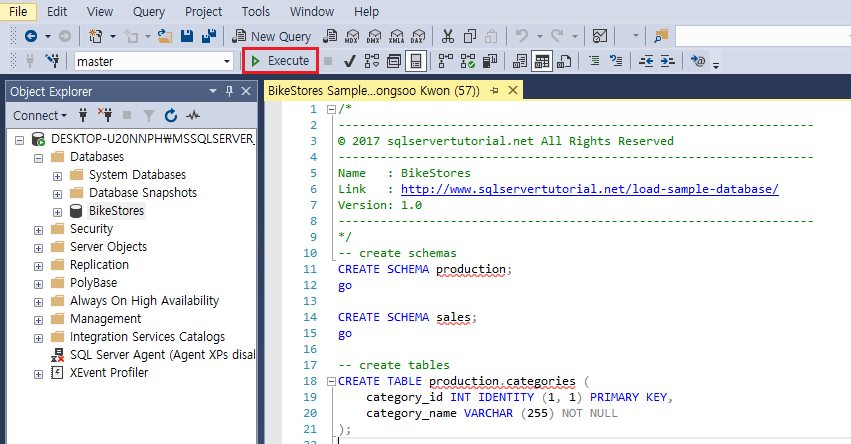 File Edit View Query Project Tools Window Help
New Query MDX DMX XMLA DAX
master Execute
Object Explorer
Connect
DESKTOP-U20NNPH₩MSSQLSERVER_
Databases
System Databases
Database Snapshots
BikeStores
Security
Server Objects
Replication
PolyBase
Always On High Availability
Management
Integration Services Catalogs
SQL Server Agent (Agent XPs disal
XEvent Profiler
BikeStores Sample...ongsoo Kwon (57))
1 /*
2 --------------------------------------------------------------------
3 © 2017 sqlservertutorial.net All Rights Reserved
4 --------------------------------------------------------------------
5 Name   : BikeStores
6 Link   : http://www.sqlservertutorial.net/load-sample-database/
7 Version: 1.0
8 --------------------------------------------------------------------
9 */
10 -- create schemas
11 CREATE SCHEMA production;
12 go
13
14 CREATE SCHEMA sales;
15 go
16
17 -- create tables
18 CREATE TABLE production.categories (
19 category_id INT IDENTITY (1, 1) PRIMARY KEY,
20 category_name VARCHAR (255) NOT NULL
21 );
22